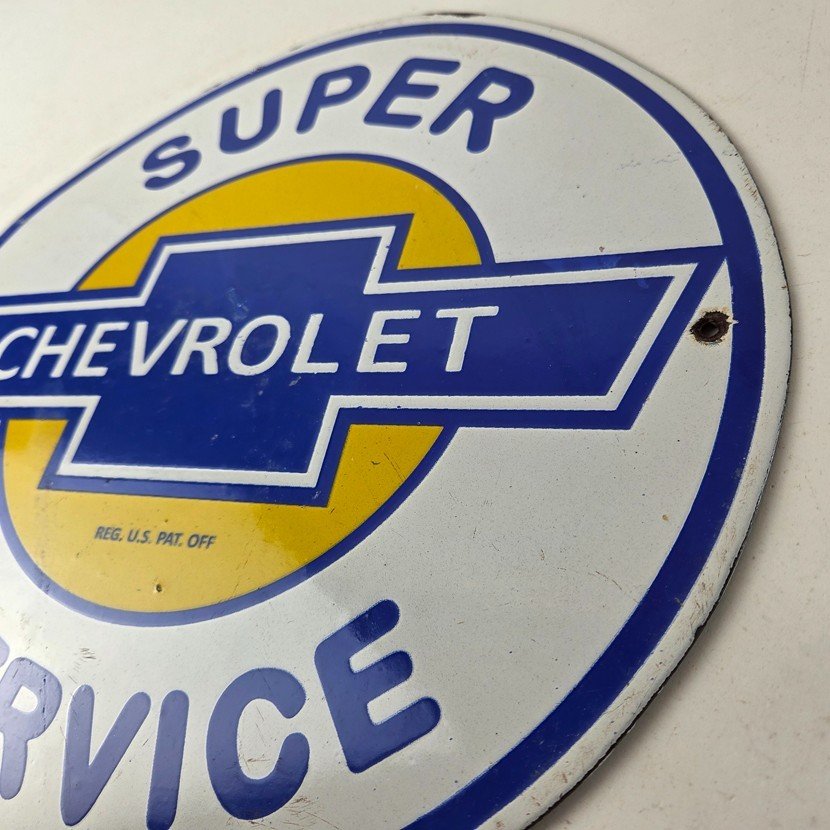 SUPER
CHEVROLET
REG. U.S. PAT. OFF
RVICE